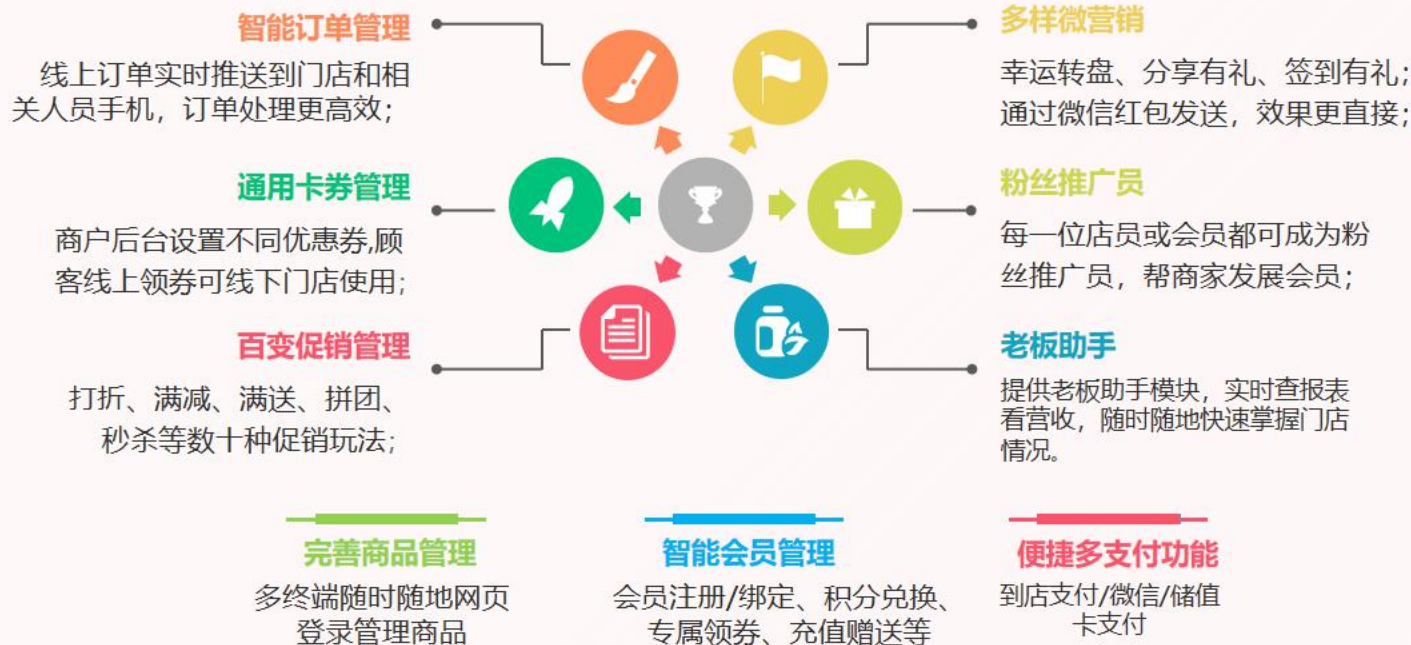 智能订单管理
线上订单实时推送到门店和相
关人员手机，订单处理更高效；
通用卡券管理
商户后台设置不同优惠券,顾
客线上领券可线下门店使用；
百变促销管理
打折、满减、满送、拼团、
秒杀等数十种促销玩法；
多样微营销
幸运转盘、分享有礼、签到有礼；
通过微信红包发送，效果更直接；
粉丝推广员
每一位店员或会员都可成为粉
丝推广员，帮商家发展会员；
老板助手
提供老板助手模块，实时查报表
看营收，随时随地快速掌握门店
情况。
完善商品管理
多终端随时随地网页
登录管理商品
智能会员管理
会员注册/绑定、积分兑换、
专属领券、充值赠送等
便捷多支付功能
到店支付/微信/储值
卡支付